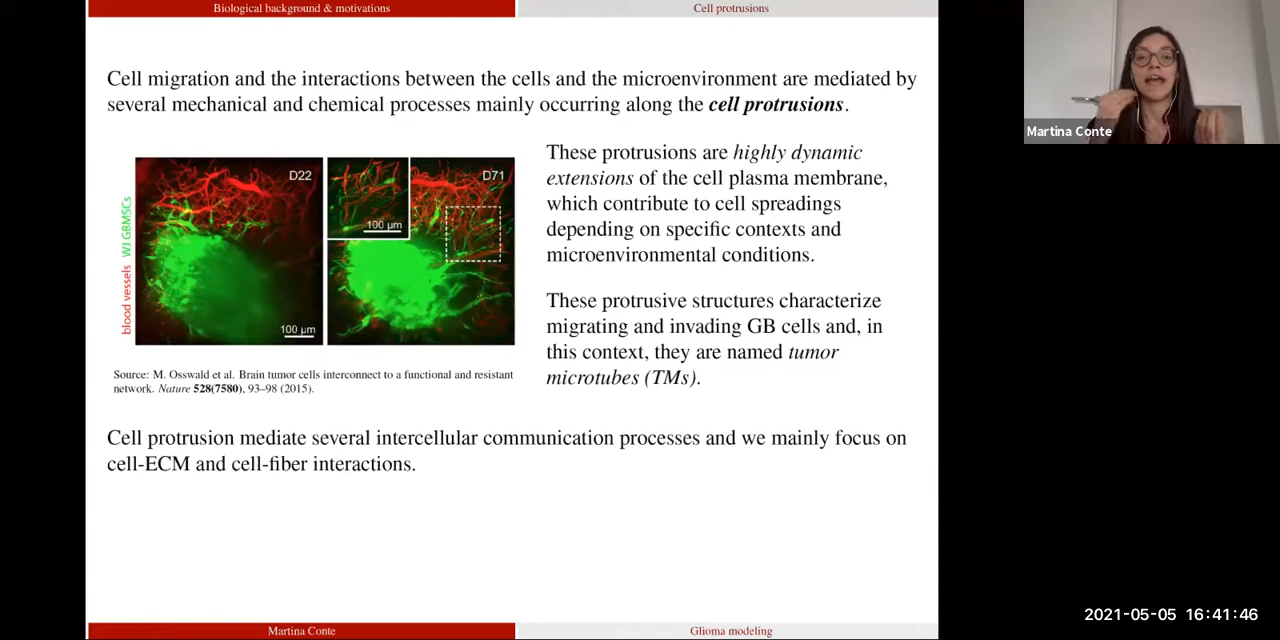 Biological background & motivations
Cell protrusions
Cell migration and the interactions between the cells and the microenvironment are mediated by
several mechanical and chemical processes mainly occurring along the cell protrusions.
blood vessels WJ GBMSCs
D22
100 µm
100 µm
D71
Source: M. Osswald et al. Brain tumor cells interconnect to a functional and resistant
network. Nature 528(7580), 93–98 (2015).
These protrusions are highly dynamic
extensions of the cell plasma membrane,
which contribute to cell spreadings
depending on specific contexts and
microenvironmental conditions.
These protrusive structures characterize
migrating and invading GB cells and, in
this context, they are named tumor
microtubes (TMs).
Cell protrusion mediate several intercellular communication processes and we mainly focus on
cell-ECM and cell-fiber interactions.
Martina Conte
Glioma modeling
Martina Conte
2021-05-05 16:41:46